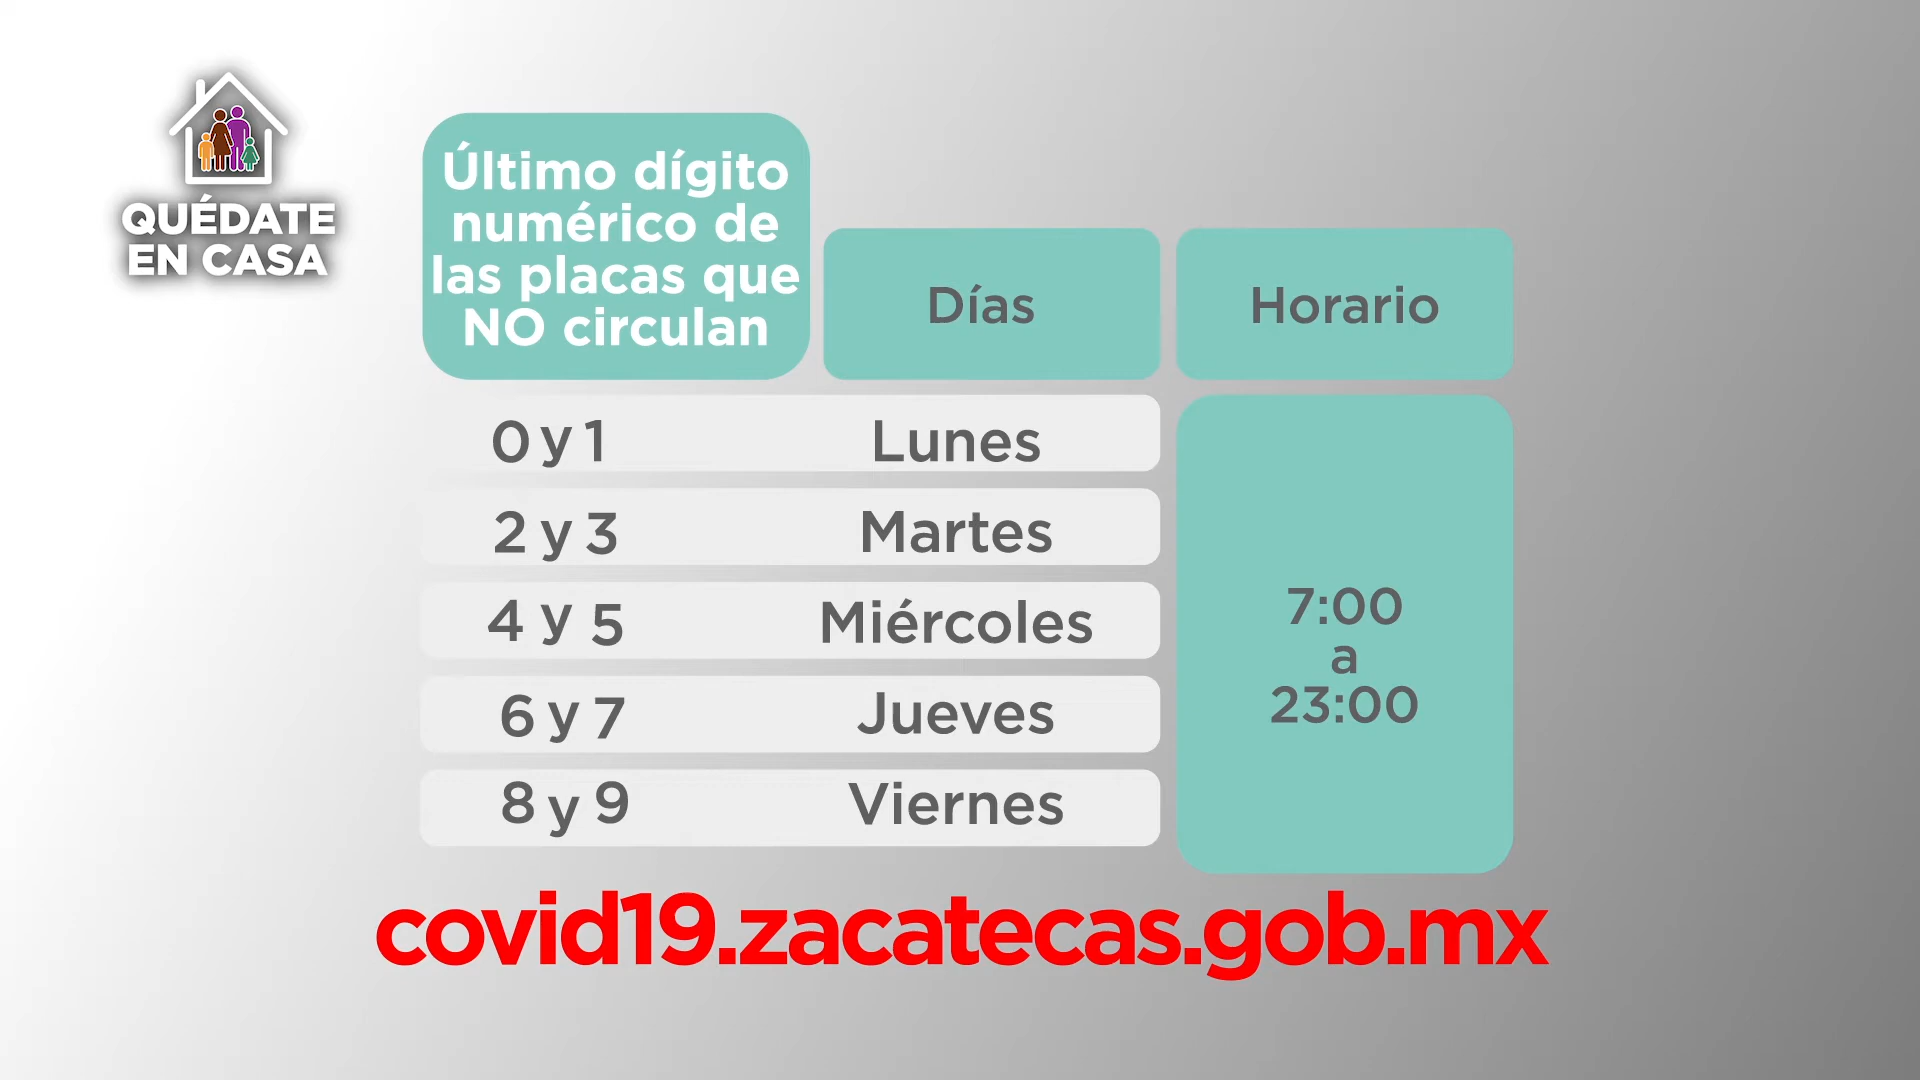 QUÉDATE
EN CASA
Último dígito
numérico de
las placas que
NO circulan
Días
Horario
0 y 1
Lunes
2 y 3
Martes
4 y 5
Miércoles
6 y 7
Jueves
8 y 9
Viernes
7:00
a
23:00
covid19.zacatecas.gob.mx